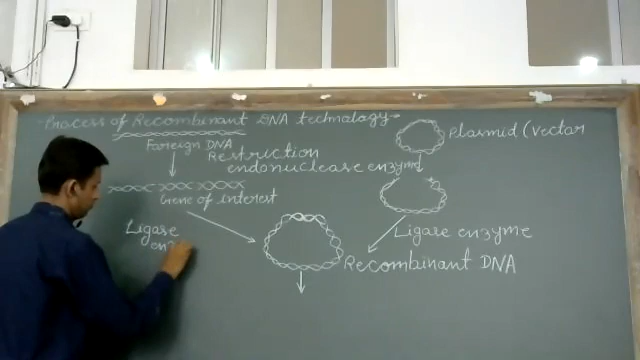 Process of Recombinant DNA technology
Plasmid (Vector
Foreign DNA
Restriction
endonuclease enzyme
Gene of interest
Ligase
en
Ligase enzyme
Recombinant DNA